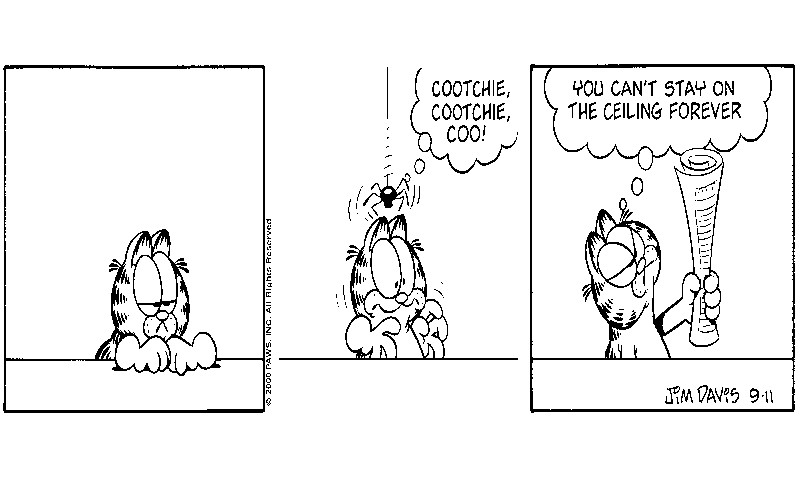 © 2000 PAWS, INC. All Rights Reserved
COOTCHIE,
COOTCHIE,
COO!
YOU CAN'T STAY ON
THE CEILING FOREVER
JIM DAVIS 9·11